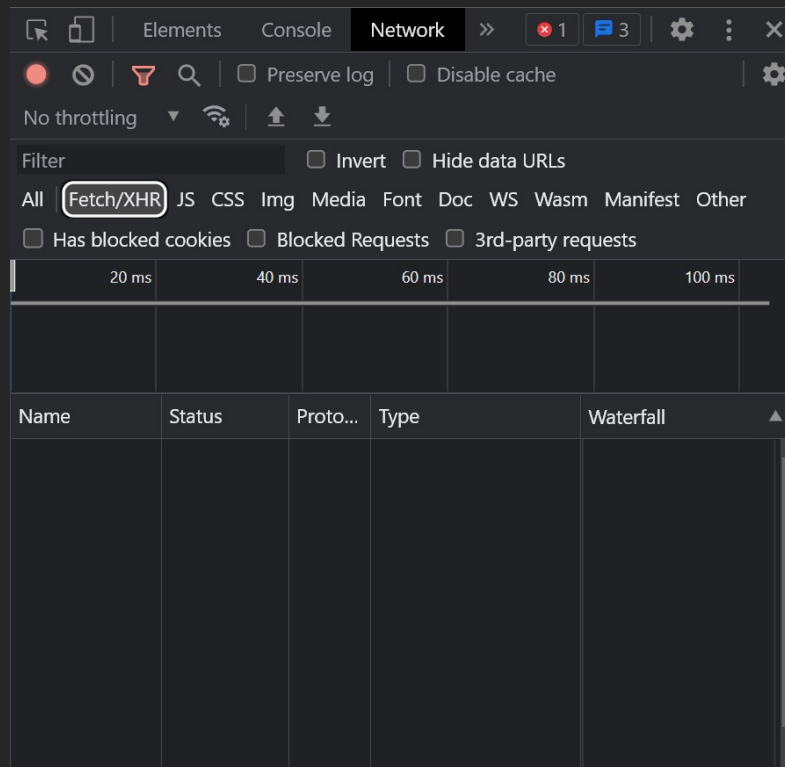 Elements Console Network 1 3
Preserve log Disable cache
No throttling
Filter Invert Hide data URLs
All Fetch/XHR JS CSS Img Media Font Doc WS Wasm Manifest Other
Has blocked cookies Blocked Requests 3rd-party requests
20 ms 40 ms 60 ms 80 ms 100 ms
Name Status Proto... Type Waterfall